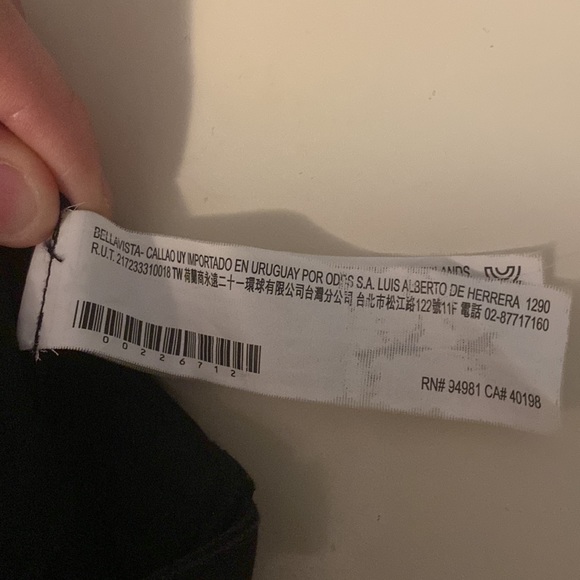 BELLAVISTA- CALLAO UY IMPORTADO EN URUGUAY POR ODIS S.A. LUIS ALBERTO DE HERRERA 1290
R.U.T. 217233310018 TW 荷蘭商永遠二十一環球有限公司台灣分公司 台北市松江路122號11F 電話 02-87717160
00226712
RN# 94981 CA# 40198